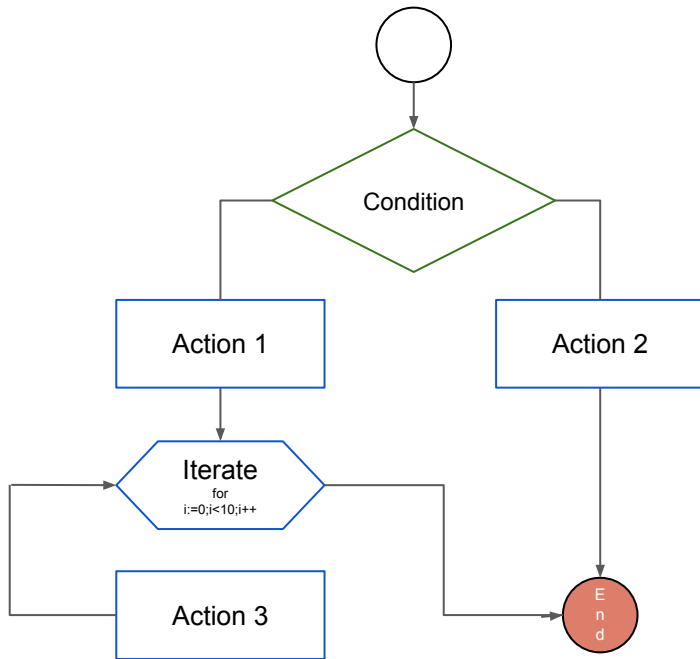 Condition
Action 1
Action 2
Iterate
for
i:=0;i<10;i++
Action 3
E
n
d